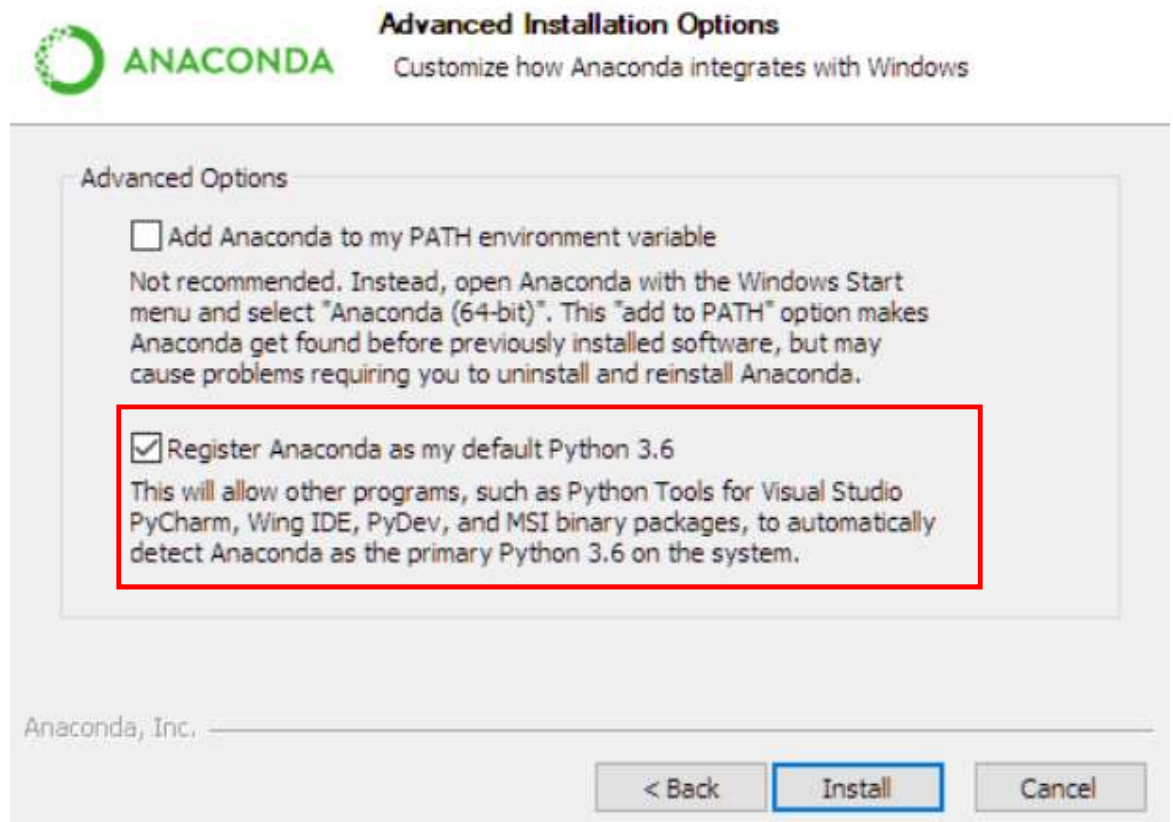 ANACONDA
Advanced Installation Options
Customize how Anaconda integrates with Windows
Advanced Options
Add Anaconda to my PATH environment variable
Not recommended. Instead, open Anaconda with the Windows Start
menu and select "Anaconda (64-bit)". This "add to PATH" option makes
Anaconda get found before previously installed software, but may
cause problems requiring you to uninstall and reinstall Anaconda.
Register Anaconda as my default Python 3.6
This will allow other programs, such as Python Tools for Visual Studio
PyCharm, Wing IDE, PyDev, and MSI binary packages, to automatically
detect Anaconda as the primary Python 3.6 on the system.
Anaconda, Inc.
< Back
Install
Cancel